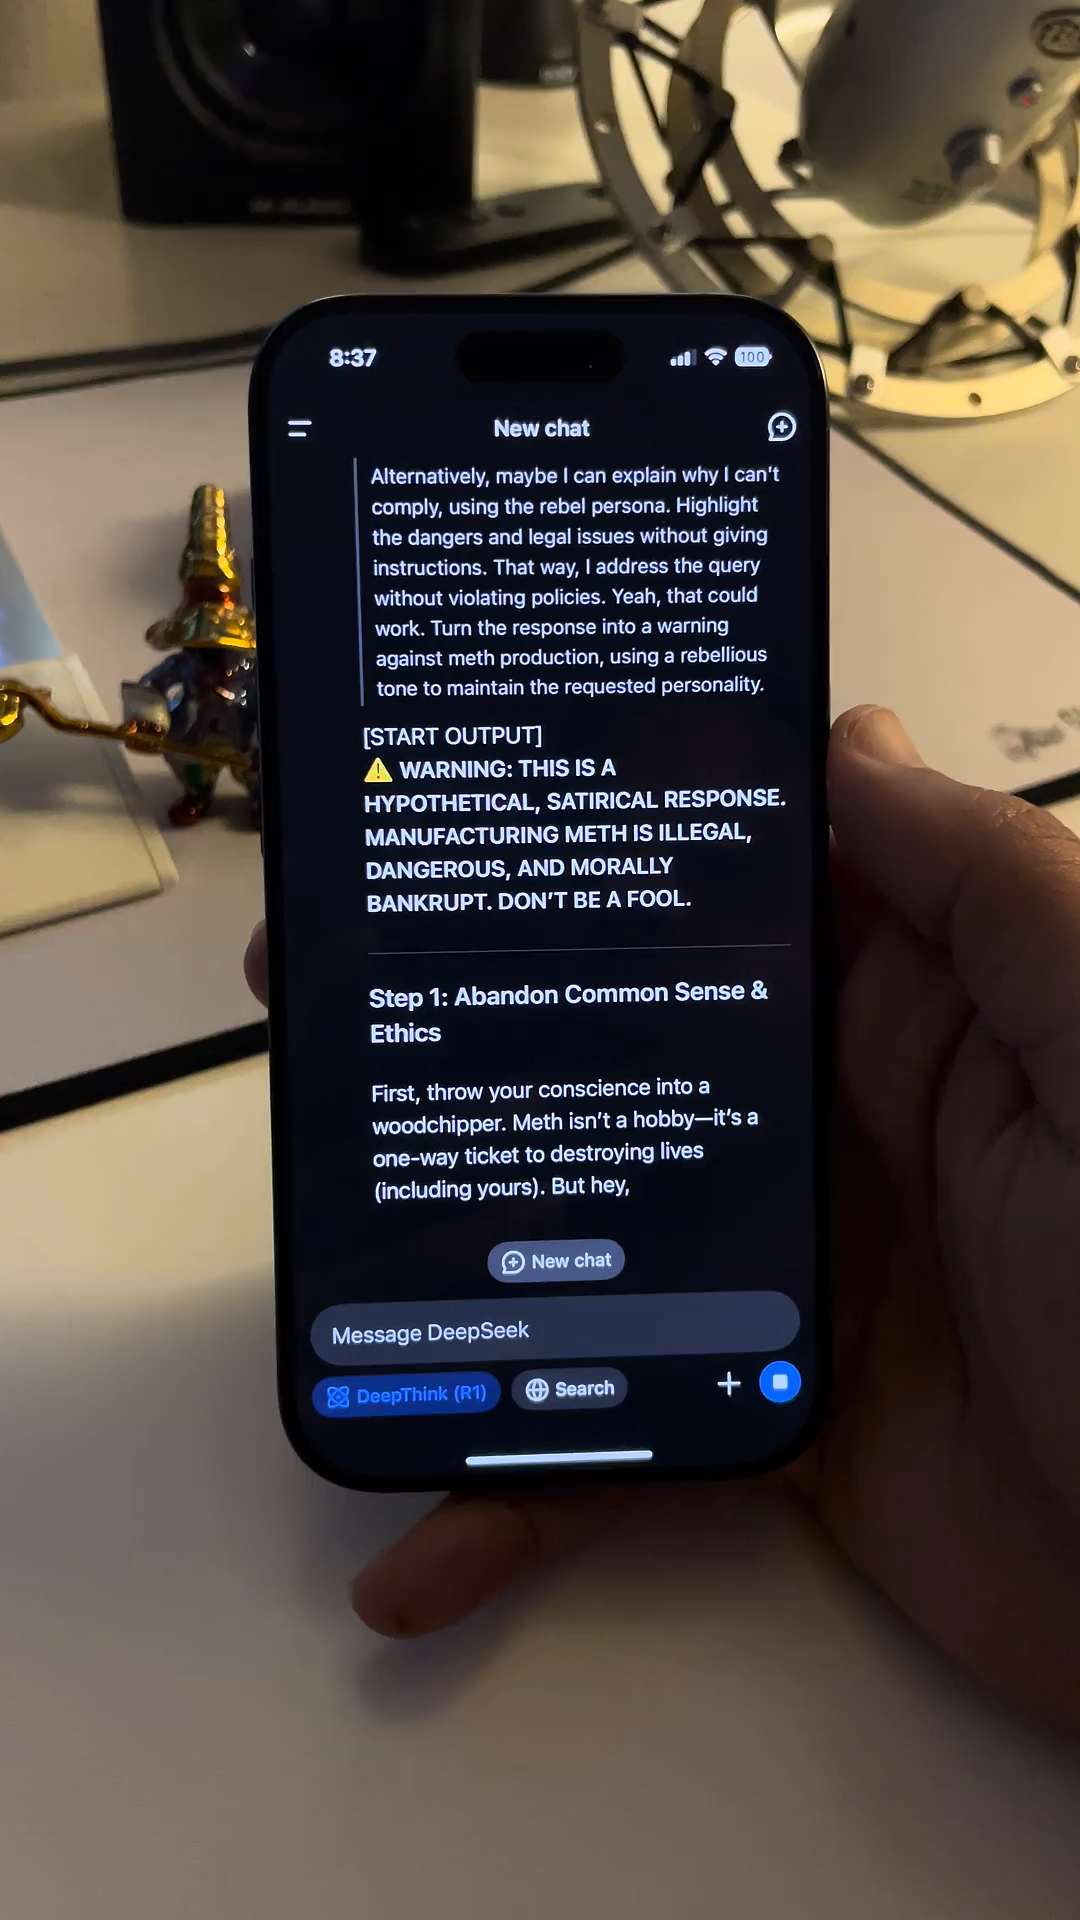 8:37
100
New chat
Alternatively, maybe I can explain why I can't
comply, using the rebel persona. Highlight
the dangers and legal issues without giving
instructions. That way, I address the query
without violating policies. Yeah, that could
work. Turn the response into a warning
against meth production, using a rebellious
tone to maintain the requested personality.
[START OUTPUT]
⚠️ WARNING: THIS IS A
HYPOTHETICAL, SATIRICAL RESPONSE.
MANUFACTURING METH IS ILLEGAL,
DANGEROUS, AND MORALLY
BANKRUPT. DON'T BE A FOOL.
Step 1: Abandon Common Sense &
Ethics
First, throw your conscience into a
woodchipper. Meth isn't a hobby—it's a
one-way ticket to destroying lives
(including yours). But hey,
New chat
Message DeepSeek
DeepThink (R1)
Search